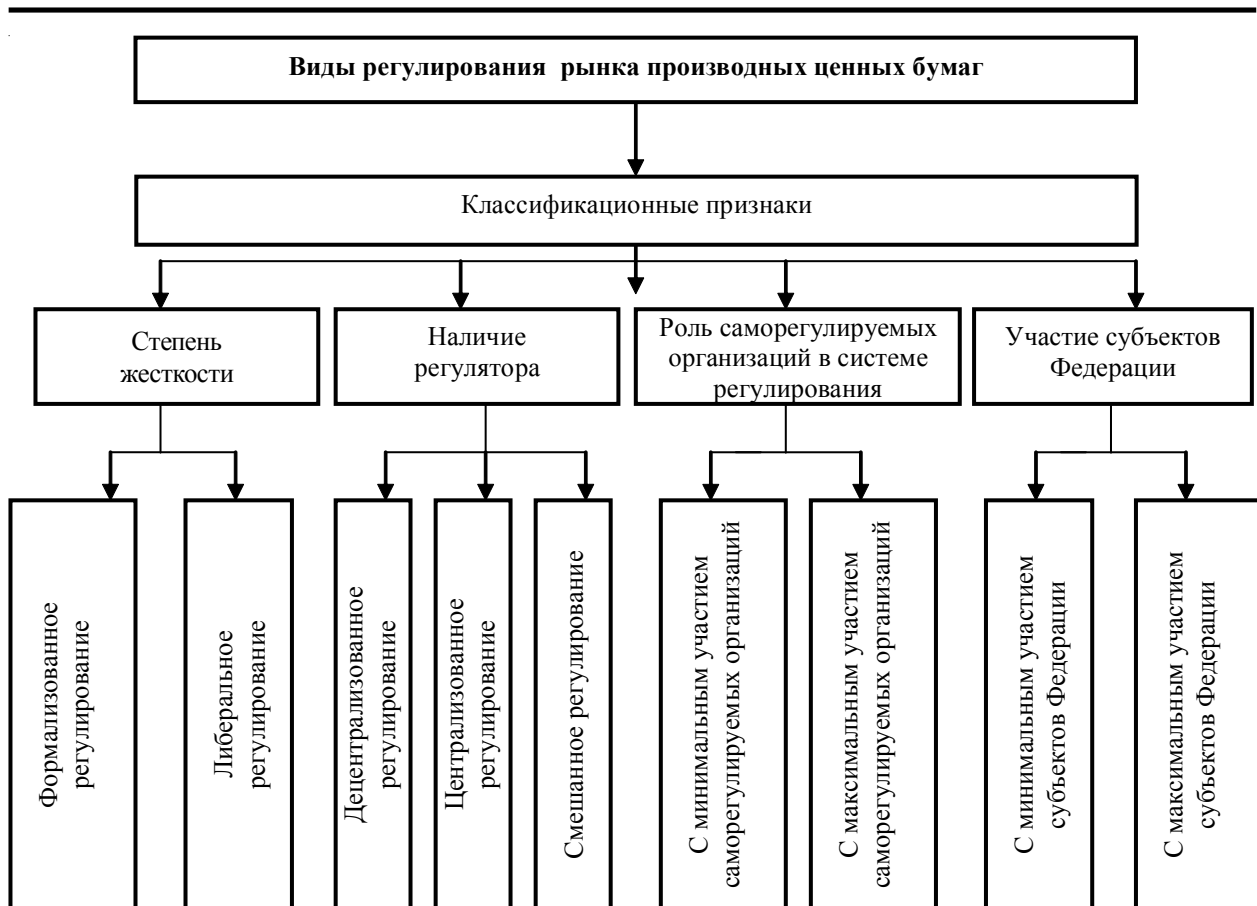 Виды регулирования рынка производных ценных бумаг
Классификационные признаки
Степень
жесткости
Наличие
регулятора
Роль саморегулируемых
организаций в системе
регулирования
Участие субъектов
Федерации
Формализованное
регулирование
Либеральное
регулирование
Децентрализованное
регулирование
Централизованное
регулирование
Смешанное регулирование
С минимальным участием
саморегулируемых организаций
С максимальным участием
саморегулируемых организаций
С минимальным участием
субъектов Федерации
С максимальным участием
субъектов Федерации